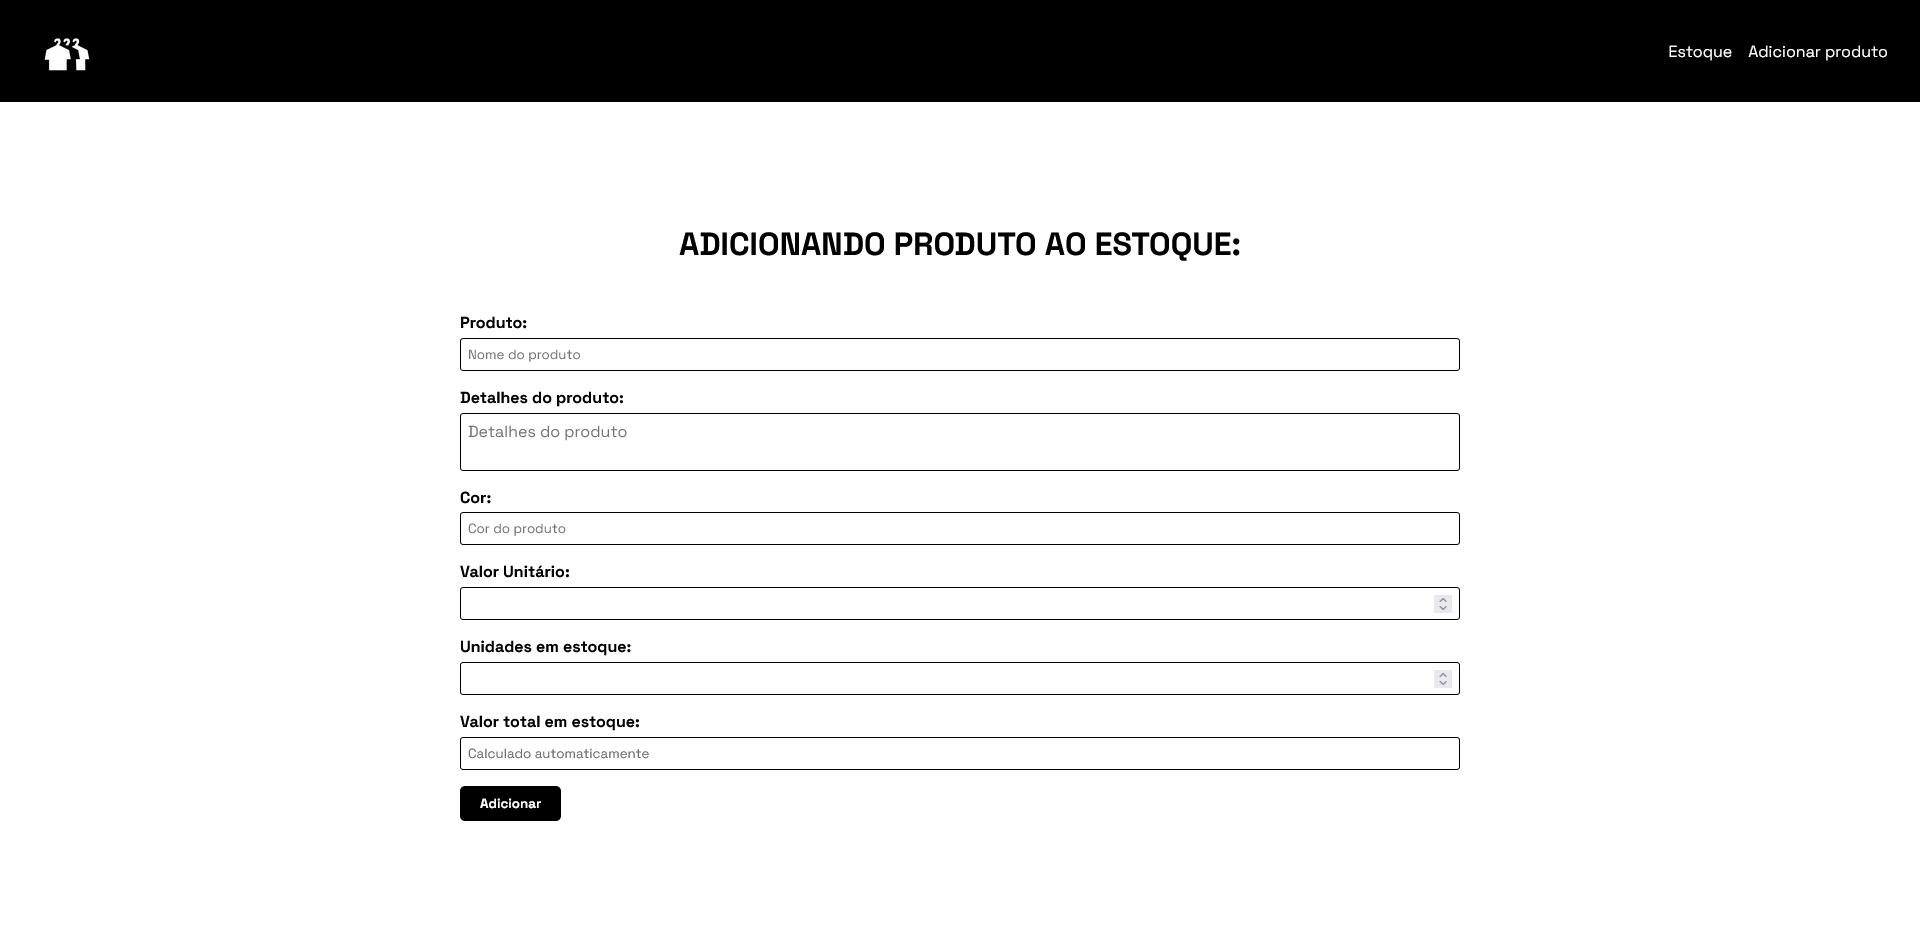 Estoque Adicionar produto
ADICIONANDO PRODUTO AO ESTOQUE:
Produto:
Nome do produto
Detalhes do produto:
Detalhes do produto
Cor:
Cor do produto
Valor Unitário:
Unidades em estoque:
Valor total em estoque:
Calculado automaticamente
Adicionar